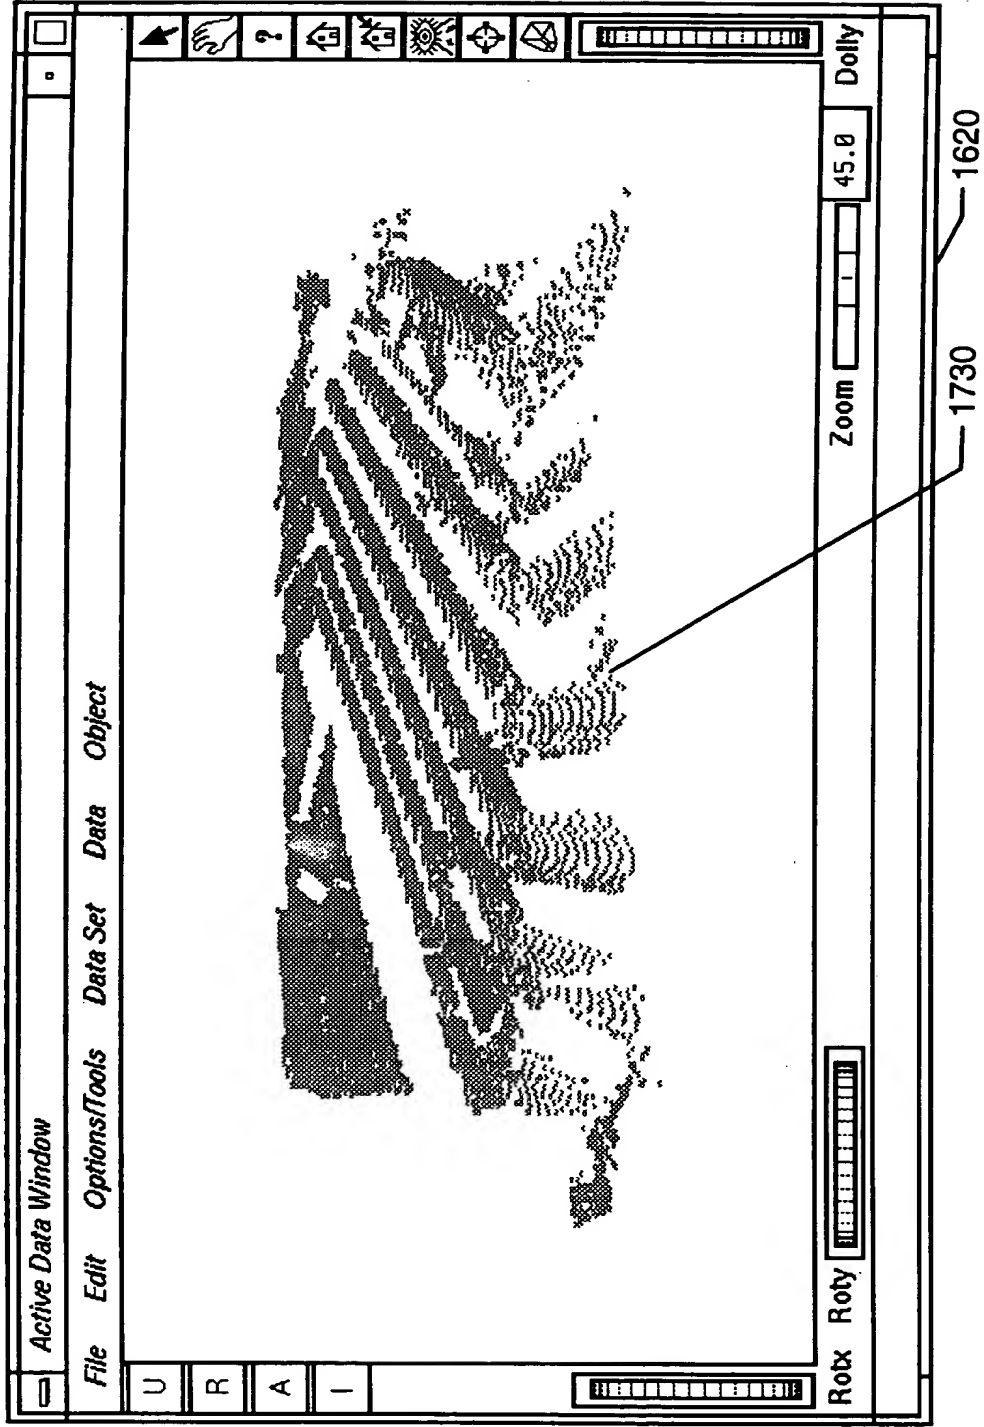 Active Data Window
File Edit Options/Tools Data Set Data Object
U
R
A
I
?
Rotx Roty Zoom 45.0 Dolly
1730
1620